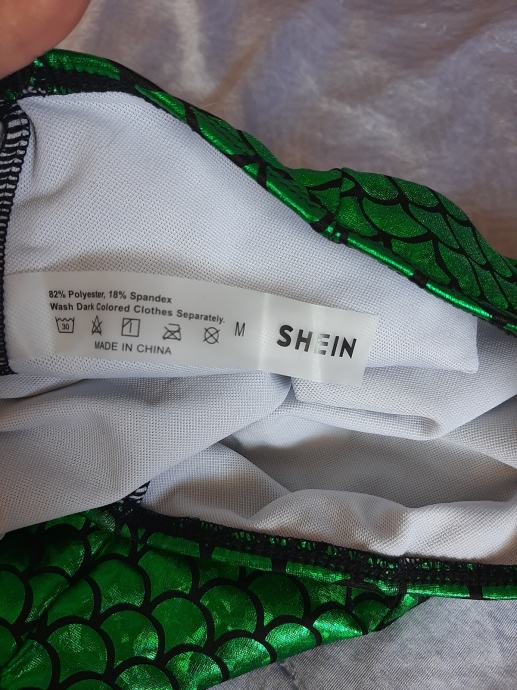 82% Polyester, 18% Spandex
Wash Dark Colored Clothes Separately.
30
M
MADE IN CHINA
SHEIN